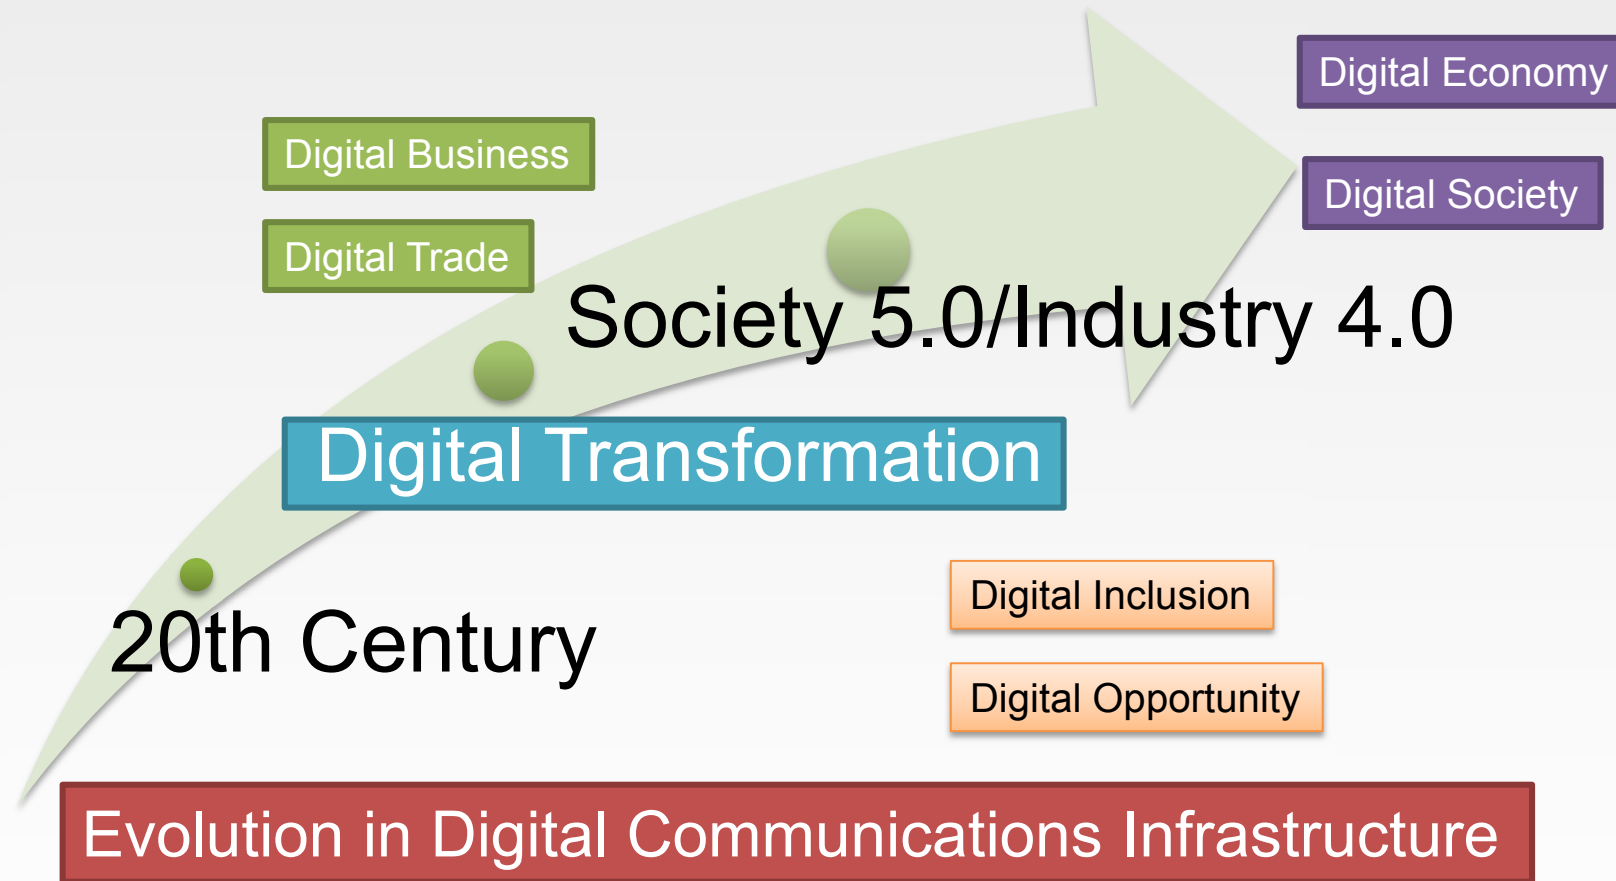 Digital Economy
Digital Business
Digital Society
Digital Trade
Society 5.0/Industry 4.0
Digital Transformation
Digital Inclusion
20th Century
Digital Opportunity
Evolution in Digital Communications Infrastructure